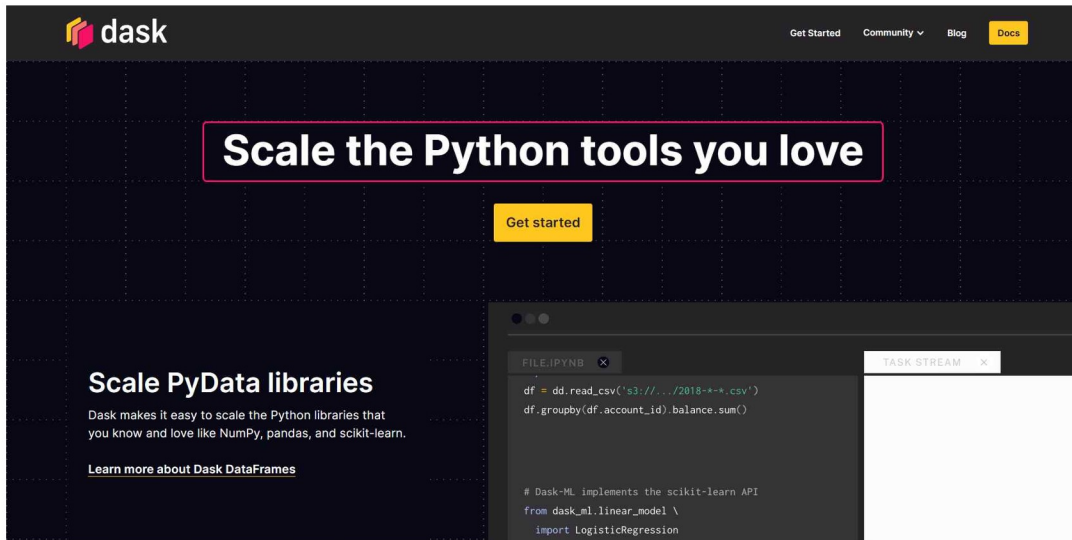 dask
Get Started Community Blog Docs
Scale the Python tools you love
Get started
Scale PyData libraries
Dask makes it easy to scale the Python libraries that
you know and love like NumPy, pandas, and scikit-learn.
Learn more about Dask DataFrames
FILE.IPYNB
TASK STREAM
df = dd.read_csv('s3://.../2018-*-*.csv')
df.groupby(df.account_id).balance.sum()
# Dask-ML implements the scikit-learn API
from dask_ml.linear_model \
import LogisticRegression